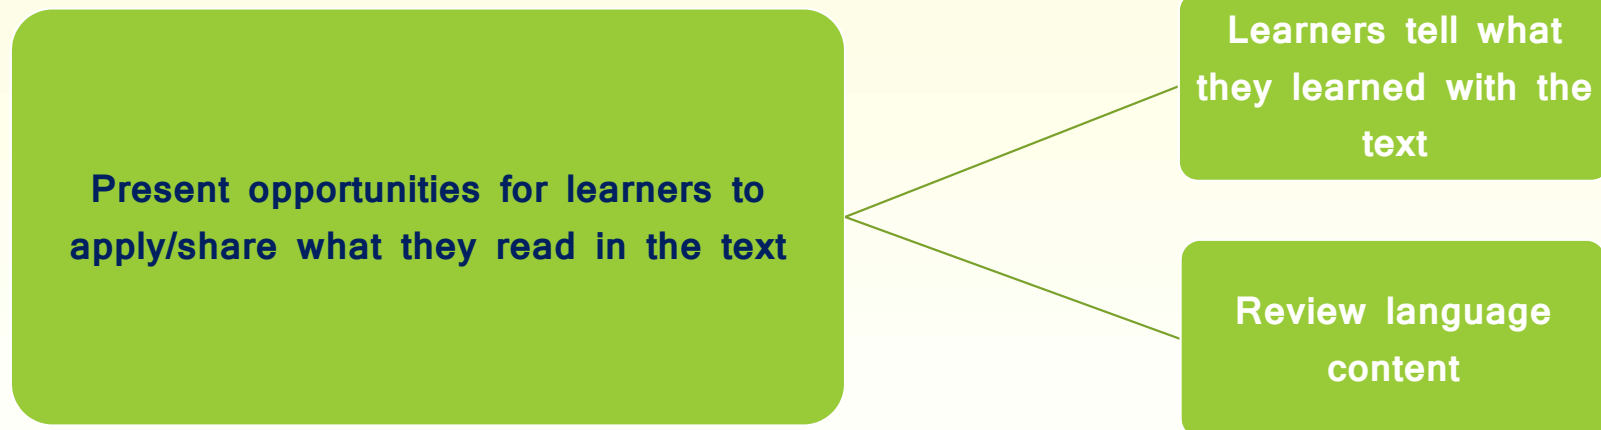 Present opportunities for learners to
apply/share what they read in the text
Learners tell what
they learned with the
text
Review language
content